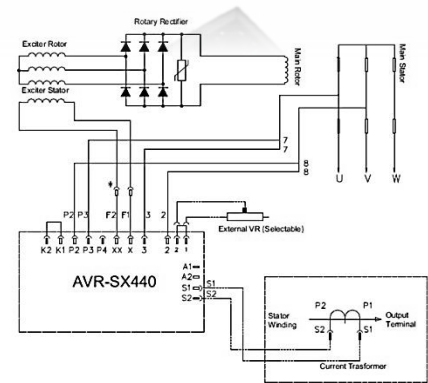 Rotary Rectifier
Exciter Rotor
Main Rotor
Main Stator
Exciter Stator
7
7
8
8
U V W
*
P2 P3 F2 F1 3 2
External VR (Selectable)
K2 K1 P2 P3 P4 XX X 3 2 2 1
AVR-SX440
A1
A2
S1 S1
S2 S2
P2 P1
Stator Winding
Output Terminal
S2 S1
Current Trasformer